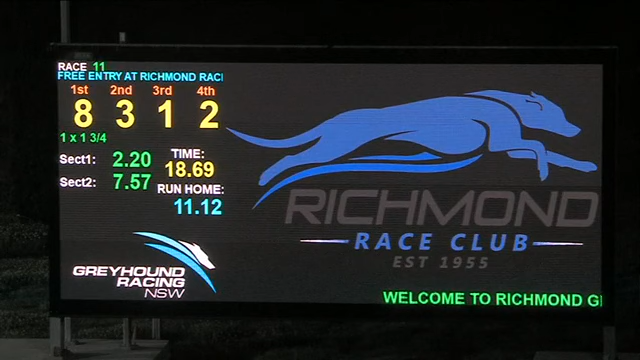 RACE 11
FREE ENTRY AT RICHMOND RAC
1st 2nd 3rd 4th
8 3 1 2
1 x 1 3/4
Sect1: 2.20
Sect2: 7.57
TIME:
18.69
RUN HOME:
11.12
GREYHOUND
RACING
NSW
RICHMOND
RACE CLUB
EST 1955
WELCOME TO RICHMOND G